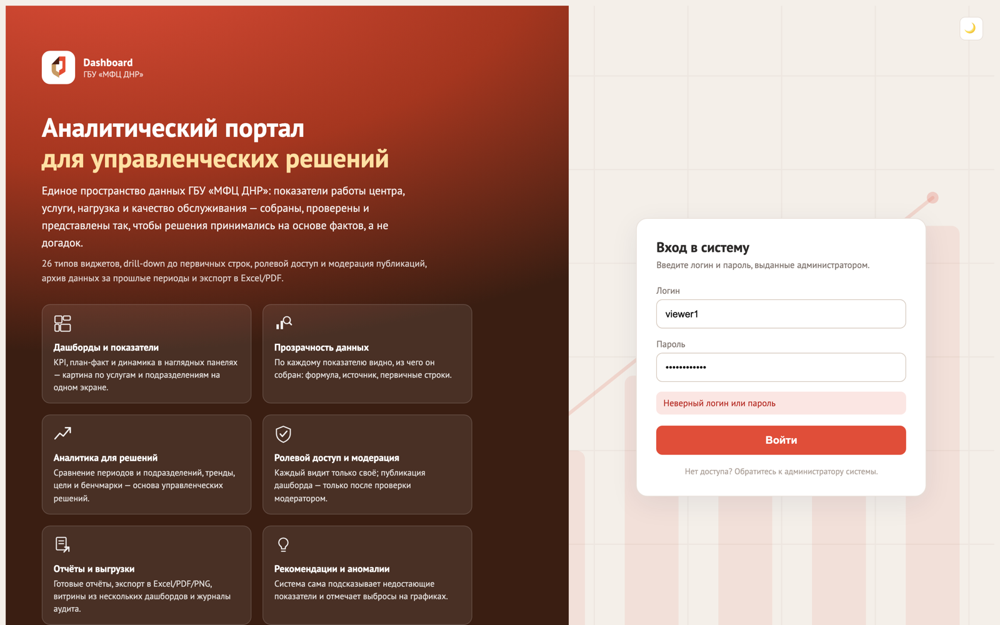 Dashboard
ГБУ «МФЦ ДНР»
Аналитический портал
для управленческих решений
Единое пространство данных ГБУ «МФЦ ДНР»: показатели работы центра,
услуги, нагрузка и качество обслуживания — собраны, проверены и
представлены так, чтобы решения принимались на основе фактов, а не
догадок.
26 типов виджетов, drill-down до первичных строк, ролевой доступ и модерация публикаций,
архив данных за прошлые периоды и экспорт в Excel/PDF.
Дашборды и показатели
KPI, план-факт и динамика в наглядных панелях
— картина по услугам и подразделениям на
одном экране.
Прозрачность данных
По каждому показателю видно, из чего он
собран: формула, источник, первичные строки.
Аналитика для решений
Сравнение периодов и подразделений, тренды,
цели и бенчмарки — основа управленческих
решений.
Ролевой доступ и модерация
Каждый видит только своё; публикация
дашборда — только после проверки
модератором.
Отчёты и выгрузки
Готовые отчёты, экспорт в Excel/PDF/PNG,
витрины из нескольких дашбордов и журналы
аудита.
Рекомендации и аномалии
Система сама подсказывает недостающие
показатели и отмечает выбросы на графиках.
Вход в систему
Введите логин и пароль, выданные администратором.
Логин
viewer1
Пароль
••••••••••••
Неверный логин или пароль
Войти
Нет доступа? Обратитесь к администратору системы.